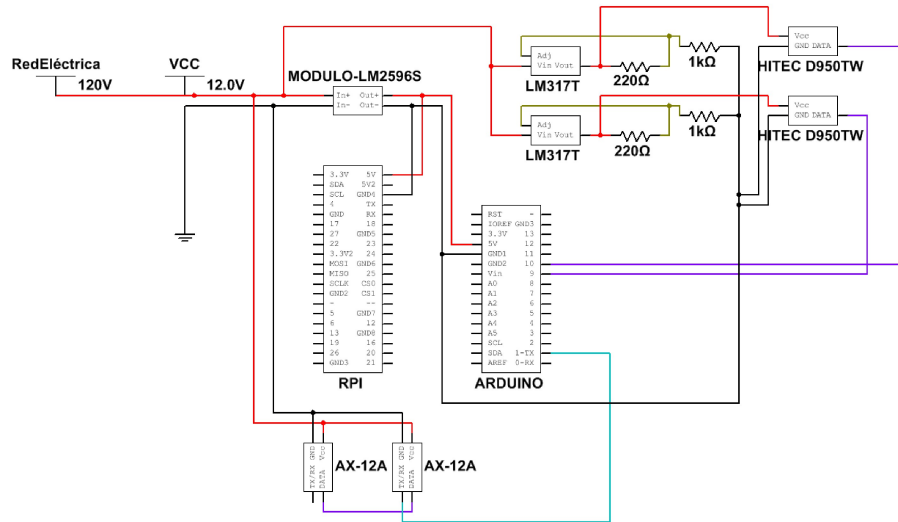 RedEléctrica
120V
VCC
12.0V
MODULO-LM2596S
In+ Out+
In- Out-
Adj
Vin Vout
LM317T
220Ω
1kΩ
Vcc
GND DATA
HITEC D950TW
Adj
Vin Vout
LM317T
220Ω
1kΩ
Vcc
GND DATA
HITEC D950TW
3.3V 5V
SDA 5V2
SCL GND4
4 TX
GND RX
17 18
27 GND5
22 23
3.3V2 24
MOSI GND6
MISO 25
SCLK CS0
GND2 CS1
- --
5 GND7
6 12
13 GND8
19 16
26 20
GND3 21
RPI
RST -
IOREF GND3
3.3V 13
5V 12
GND1 11
GND2 10
Vin 9
A0 8
A1 7
A2 6
A3 5
A4 4
A5 3
SCL 2
SDA 1-TX
AREF 0-RX
ARDUINO
TX/RX GND
DATA Vcc
AX-12A
TX/RX GND
DATA Vcc
AX-12A